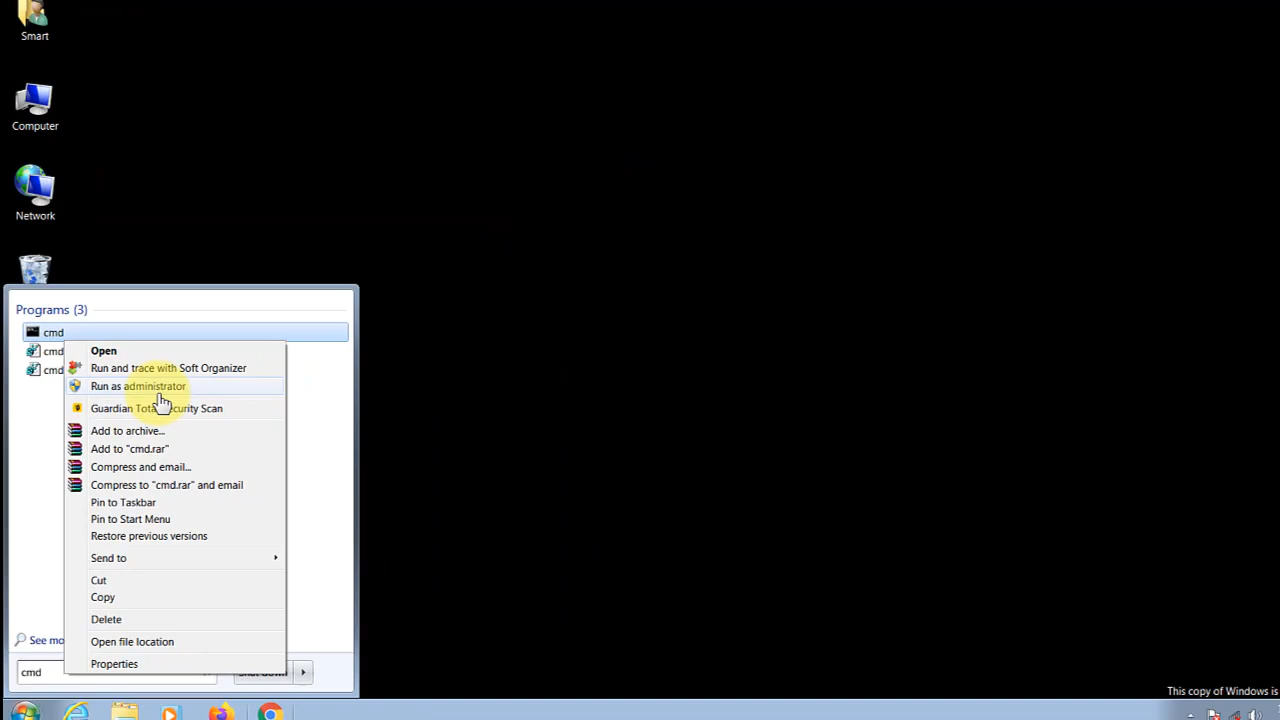 Smart
Computer
Network
Programs (3)
cmd
cmd
cmd
Open
Run and trace with Soft Organizer
Run as administrator
Guardian Total Security Scan
Add to archive...
Add to "cmd.rar"
Compress and email...
Compress to "cmd.rar" and email
Pin to Taskbar
Pin to Start Menu
Restore previous versions
Send to
Cut
Copy
Delete
Open file location
Properties
See mo
cmd
Shut down
This copy of Windows is